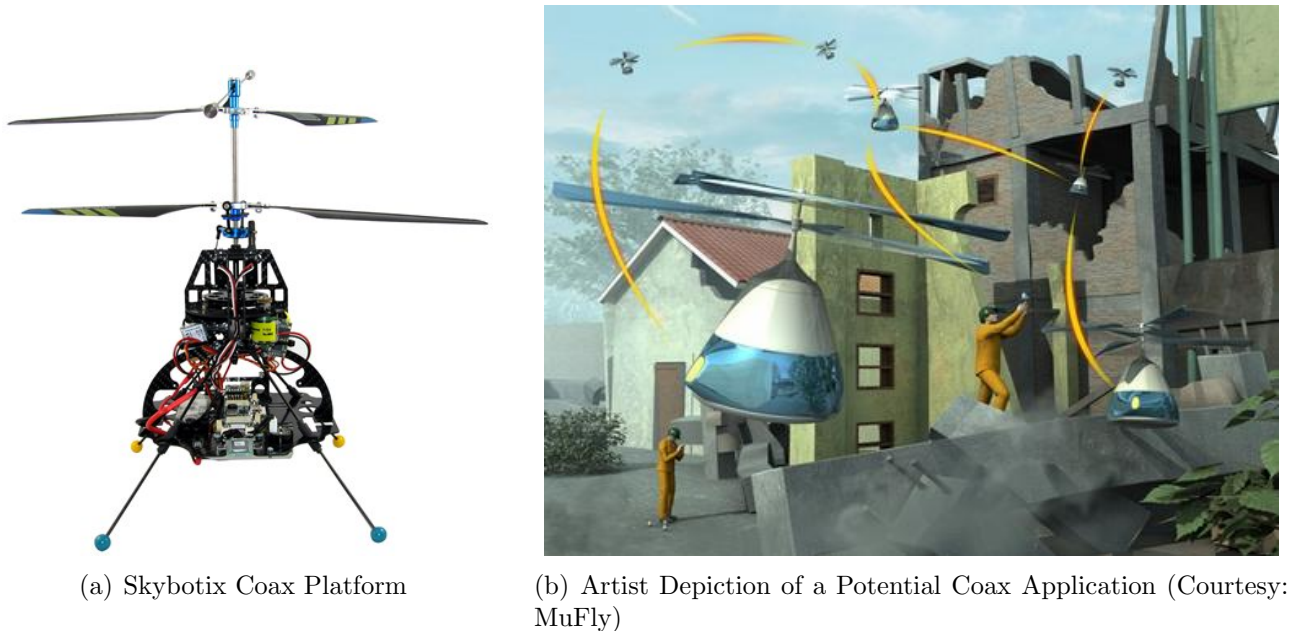 (a) Skybotix Coax Platform
(b) Artist Depiction of a Potential Coax Application (Courtesy:
MuFly)